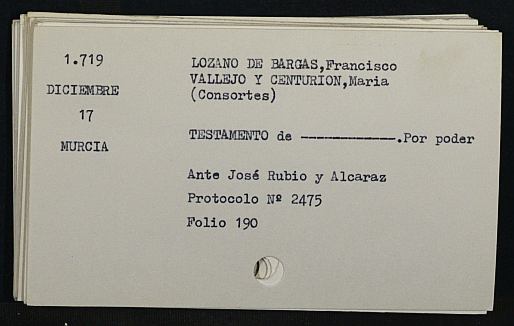 1.719
DICIEMBRE
17
MURCIA
LOZANO DE BARGAS,Francisco
VALLEJO Y CENTURION,Maria
(Consortes)
TESTAMENTO de ------------.Por poder
Ante José Rubio y Alcaraz
Protocolo Nº 2475
Folio 190